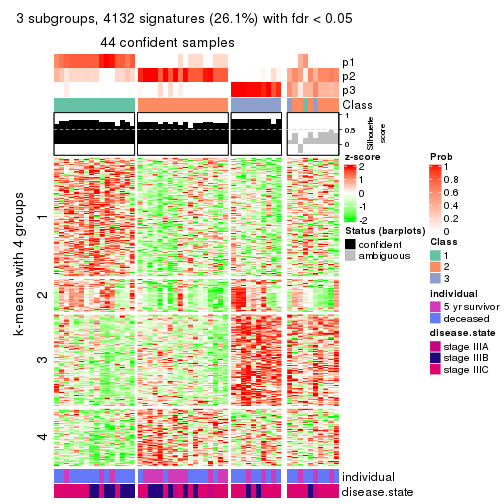 3 subgroups, 4132 signatures (26.1%) with fdr < 0.05
44 confident samples
p1
p2
p3
Class
1
0.5
0
Silhouette
score
k-means with 4 groups
1
2
3
4
individual
disease.state
z-score
2
1
0
-1
-2
Status (barplots)
confident
ambiguous
Prob
1
0.8
0.6
0.4
0.2
0
Class
1
2
3
individual
5 yr survivor
deceased
disease.state
stage IIIA
stage IIIB
stage IIIC